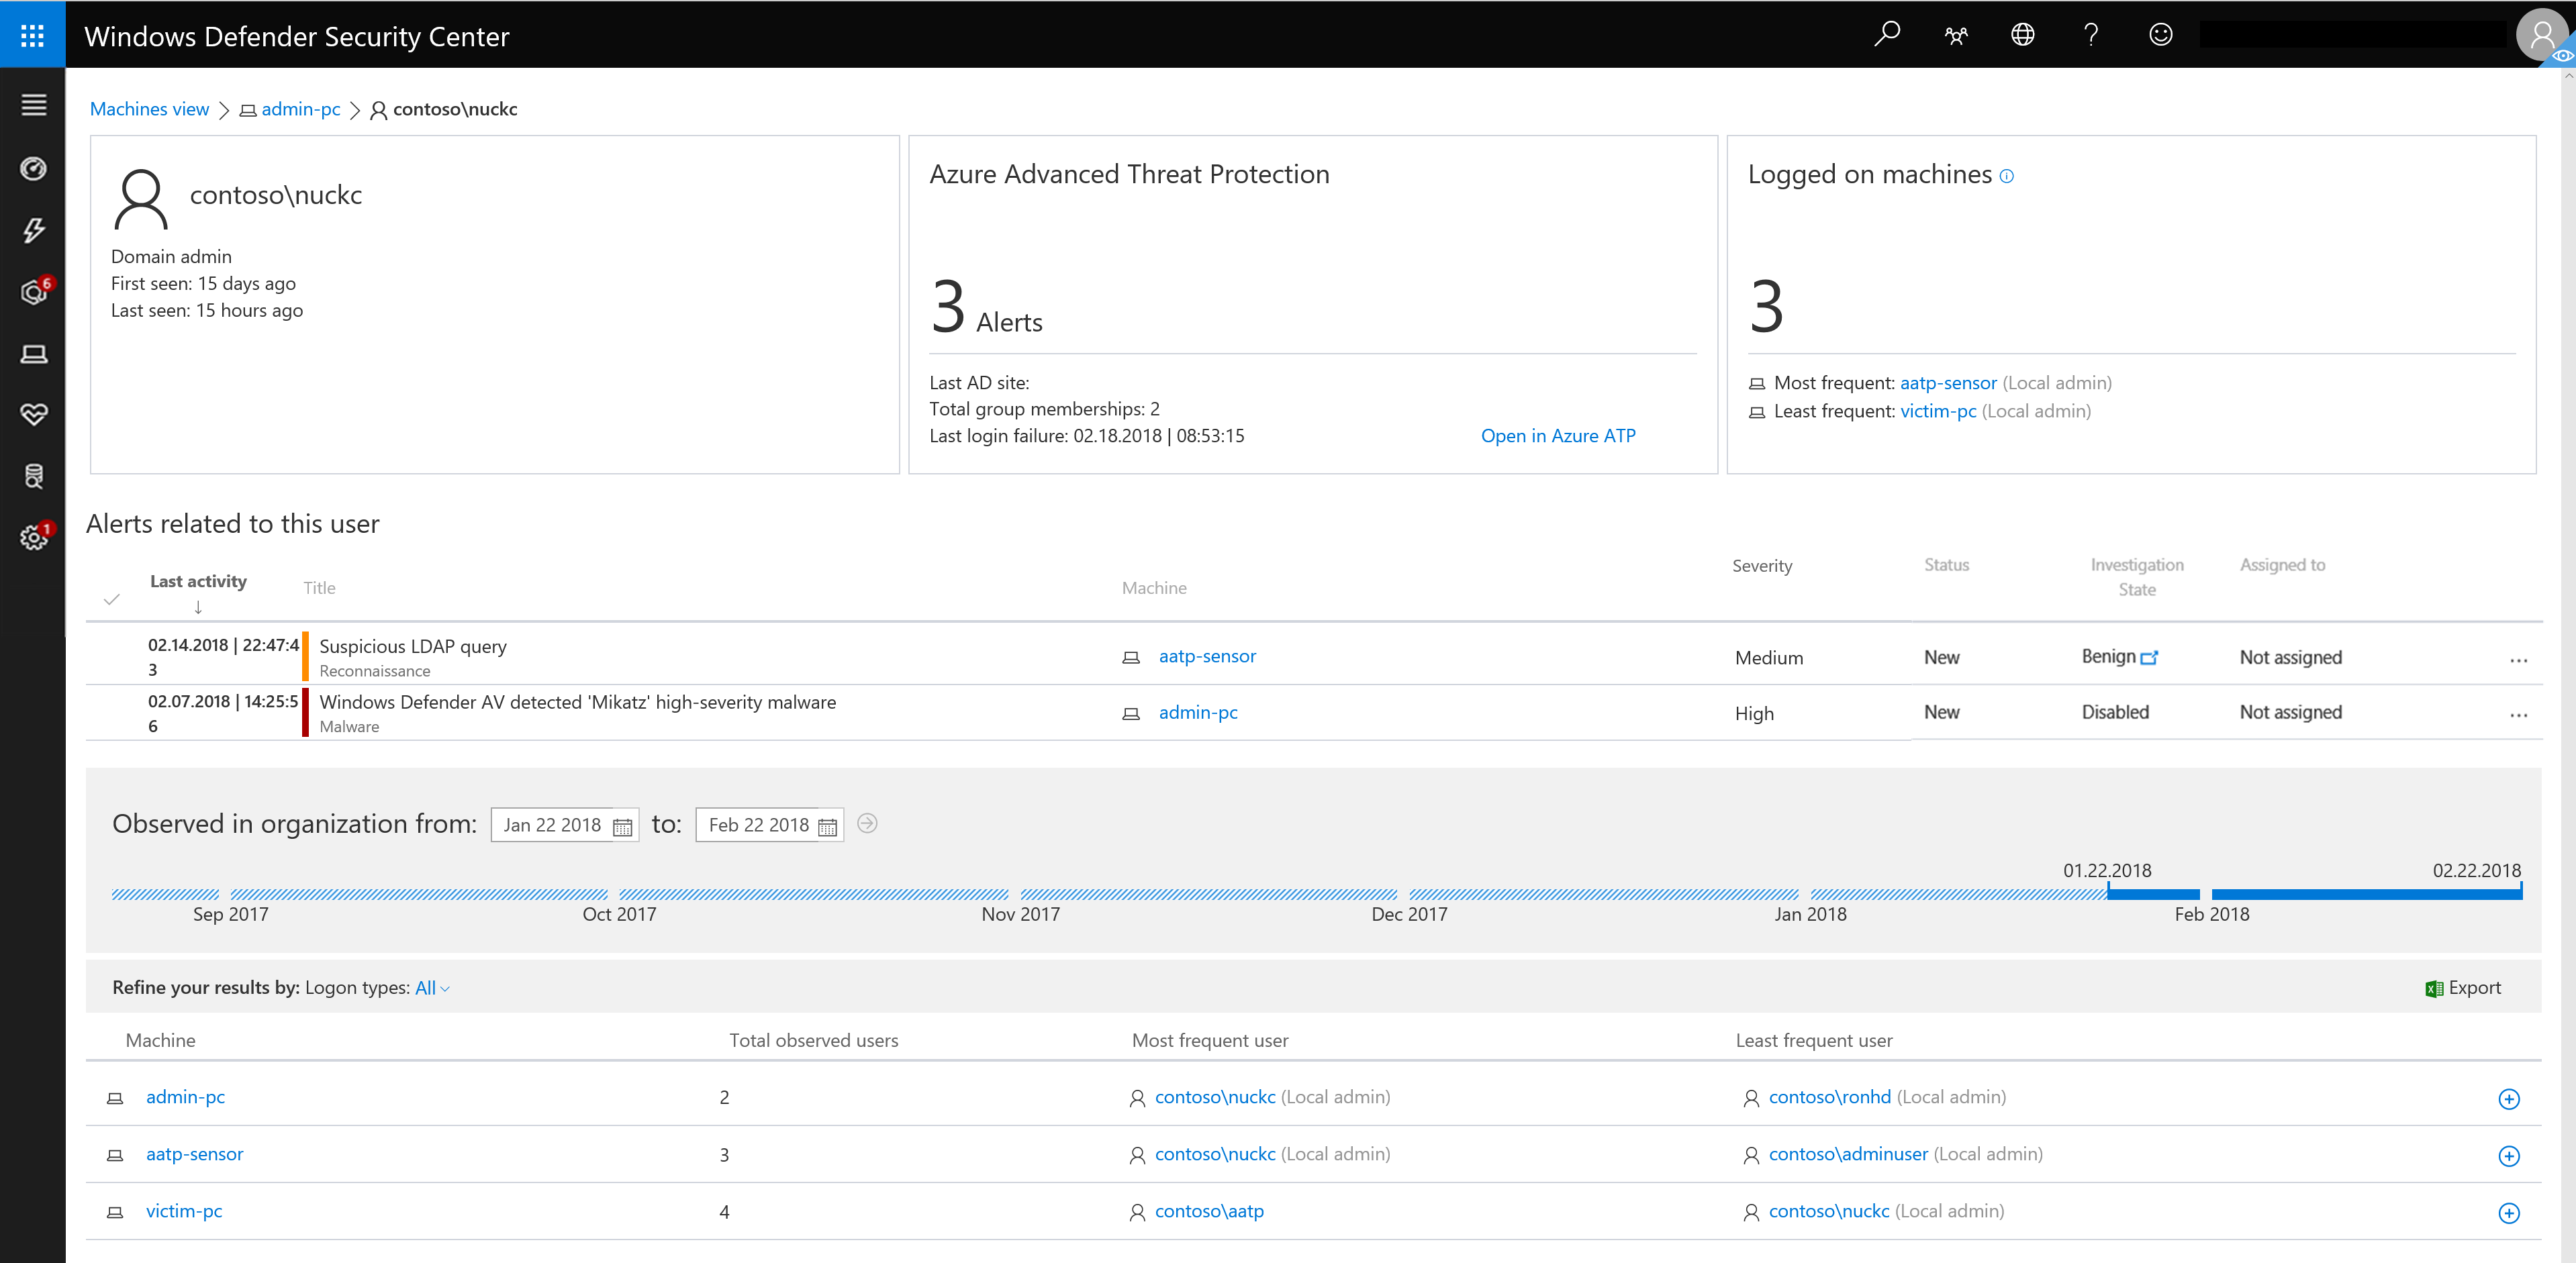 Windows Defender Security Center
Machines view > admin-pc > contoso\nuckc
contoso\nuckc
Domain admin
First seen: 15 days ago
Last seen: 15 hours ago
Azure Advanced Threat Protection
3 Alerts
Last AD site:
Total group memberships: 2
Last login failure: 02.18.2018 | 08:53:15
Open in Azure ATP
Logged on machines
3
Most frequent: aatp-sensor (Local admin)
Least frequent: victim-pc (Local admin)
6
1
Alerts related to this user
Last activity Title Machine Severity Status Investigation State Assigned to
02.14.2018 | 22:47:43 Suspicious LDAP query aatp-sensor Medium New Benign Not assigned ...
Reconnaissance
02.07.2018 | 14:25:56 Windows Defender AV detected 'Mikatz' high-severity malware admin-pc High New Disabled Not assigned ...
Malware
Observed in organization from: Jan 22 2018 to: Feb 22 2018
01.22.2018 02.22.2018
Sep 2017 Oct 2017 Nov 2017 Dec 2017 Jan 2018 Feb 2018
Refine your results by: Logon types: All Export
Machine Total observed users Most frequent user Least frequent user
admin-pc 2 contoso\nuckc (Local admin) contoso\ronhd (Local admin)
aatp-sensor 3 contoso\nuckc (Local admin) contoso\adminuser (Local admin)
victim-pc 4 contoso\aatp contoso\nuckc (Local admin)